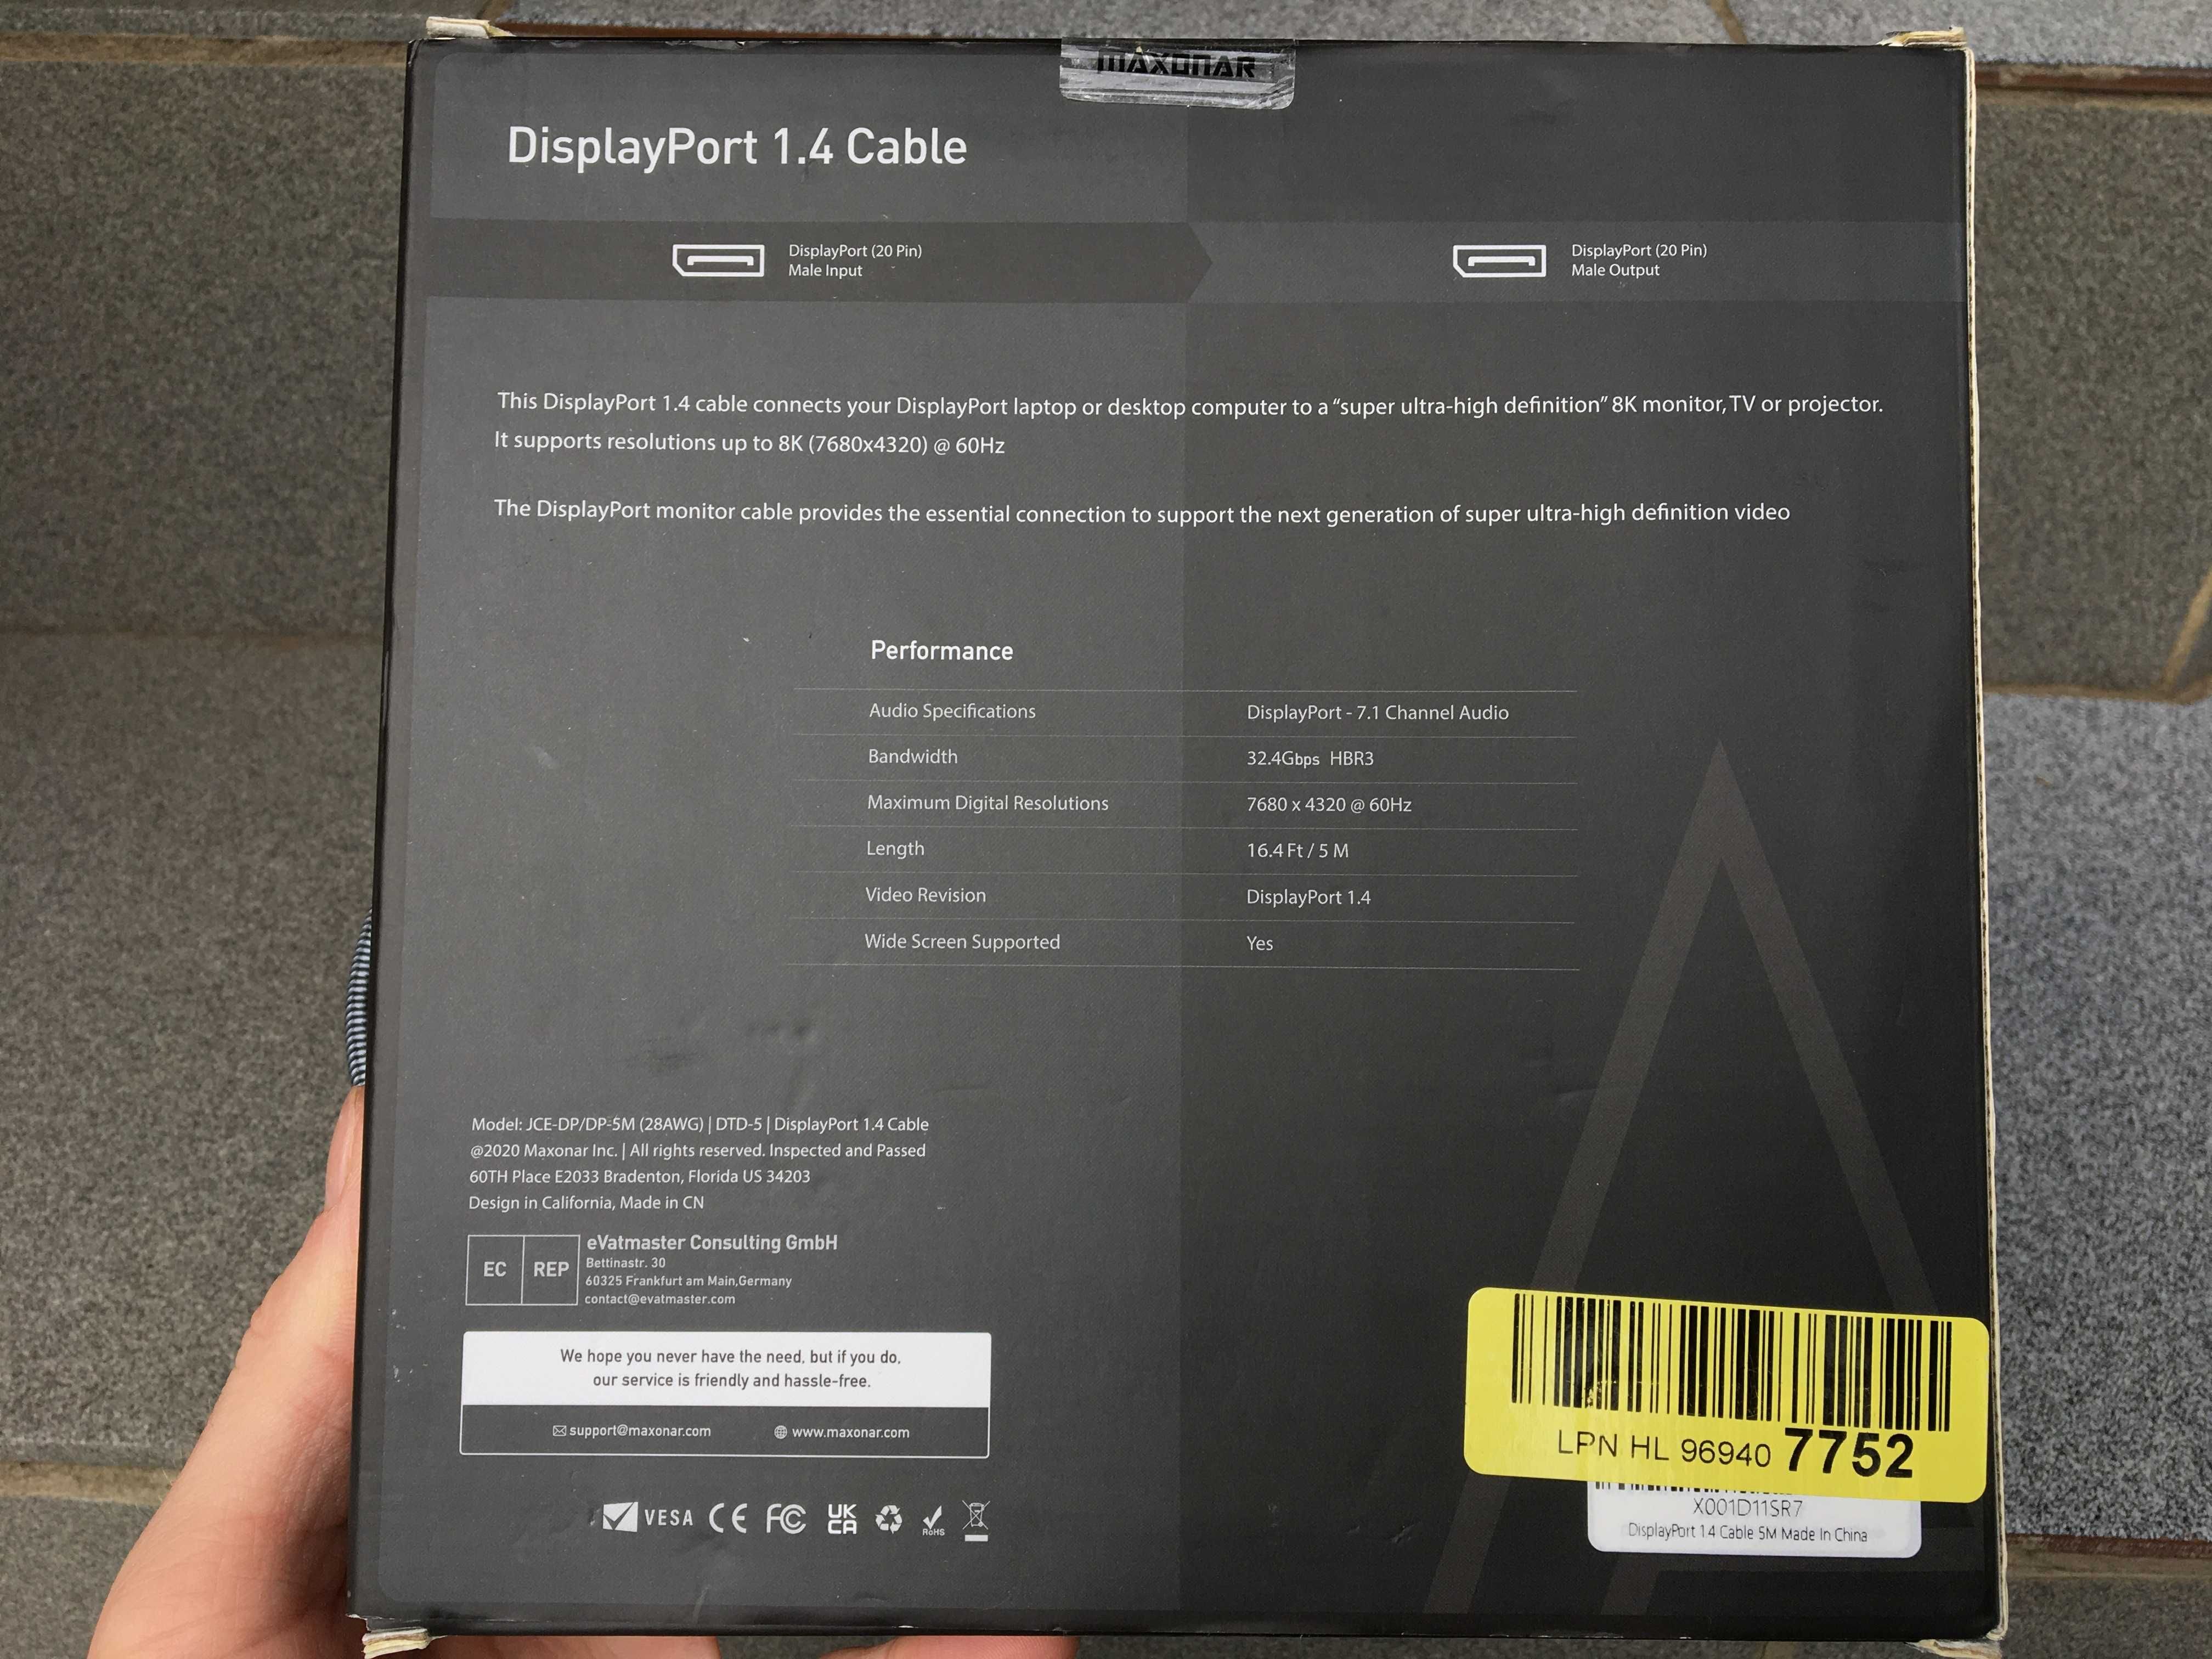 MAXONAR
DisplayPort 1.4 Cable
DisplayPort (20 Pin)
Male Input
DisplayPort (20 Pin)
Male Output
This DisplayPort 1.4 cable connects your DisplayPort laptop or desktop computer to a “super ultra-high definition” 8K monitor, TV or projector.
It supports resolutions up to 8K (7680x4320) @ 60Hz
The DisplayPort monitor cable provides the essential connection to support the next generation of super ultra-high definition video
Performance
Audio Specifications DisplayPort - 7.1 Channel Audio
Bandwidth 32.4Gbps HBR3
Maximum Digital Resolutions 7680 x 4320 @ 60Hz
Length 16.4 Ft / 5 M
Video Revision DisplayPort 1.4
Wide Screen Supported Yes
Model: JCE-DP/DP-5M (28AWG) | DTD-5 | DisplayPort 1.4 Cable
@2020 Maxonar Inc. | All rights reserved. Inspected and Passed
60TH Place E2033 Bradenton, Florida US 34203
Design in California, Made in CN
EC REP
eVatmaster Consulting GmbH
Bettinastr. 30
60325 Frankfurt am Main,Germany
contact@evatmaster.com
We hope you never have the need, but if you do,
our service is friendly and hassle-free.
support@maxonar.com www.maxonar.com
VESA CE FC UK CA RoHS
LPN HL 96940 7752
X001D11SR7
DisplayPort 1.4 Cable 5M Made In China